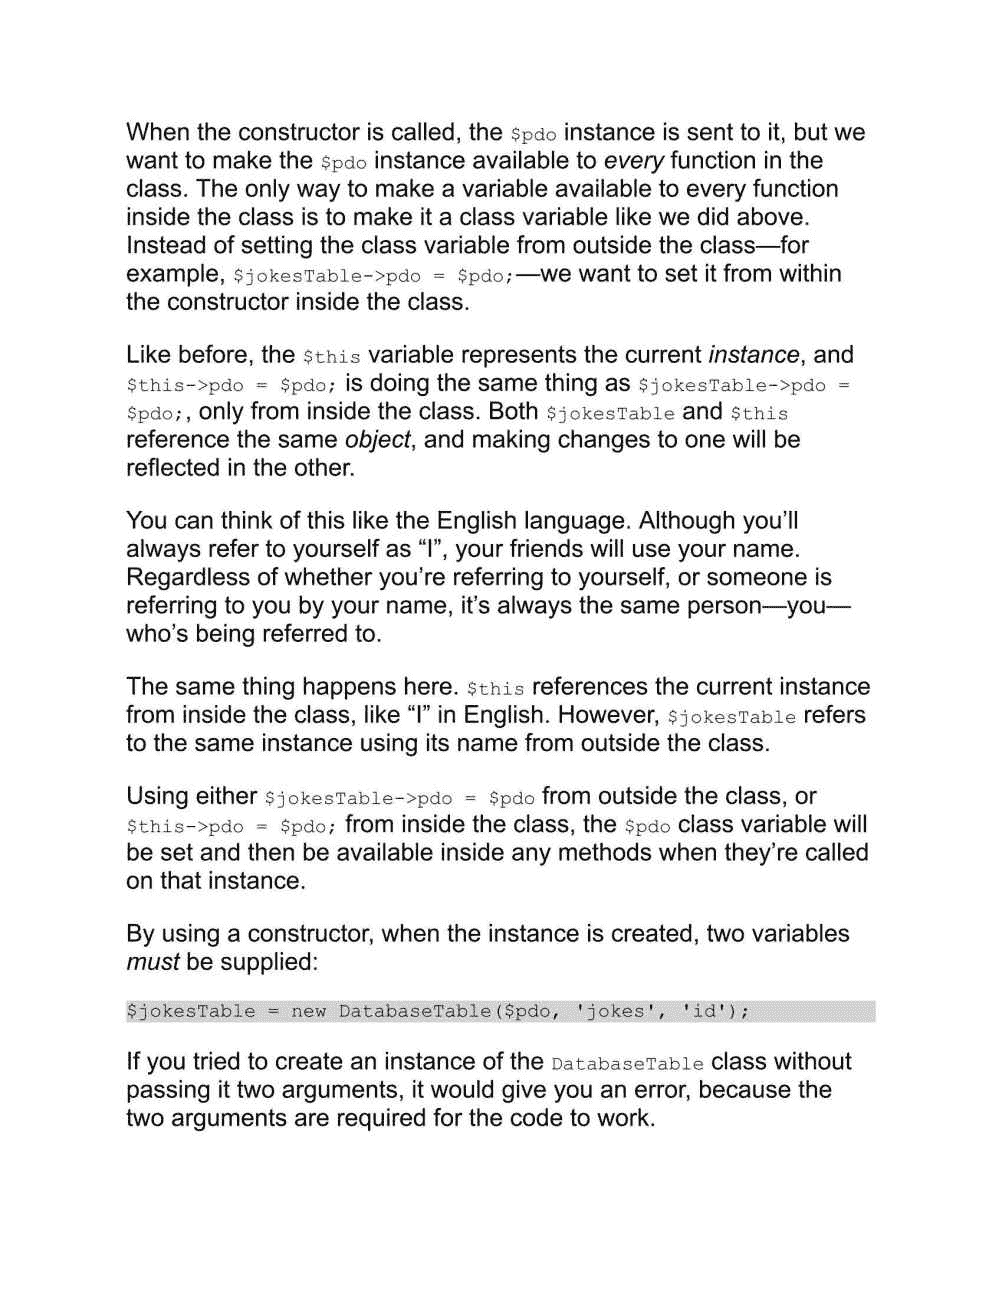 When the constructor is called, the $pdo instance is sent to it, but we
want to make the $pdo instance available to every function in the
class. The only way to make a variable available to every function
inside the class is to make it a class variable like we did above.
Instead of setting the class variable from outside the class—for
example, $jokesTable->pdo = $pdo;—we want to set it from within
the constructor inside the class.
Like before, the $this variable represents the current instance, and
$this->pdo = $pdo; is doing the same thing as $jokesTable->pdo =
$pdo;, only from inside the class. Both $jokesTable and $this
reference the same object, and making changes to one will be
reflected in the other.
You can think of this like the English language. Although you’ll
always refer to yourself as “I”, your friends will use your name.
Regardless of whether you’re referring to yourself, or someone is
referring to you by your name, it’s always the same person—you—
who’s being referred to.
The same thing happens here. $this references the current instance
from inside the class, like “I” in English. However, $jokesTable refers
to the same instance using its name from outside the class.
Using either $jokesTable->pdo = $pdo from outside the class, or
$this->pdo = $pdo; from inside the class, the $pdo class variable will
be set and then be available inside any methods when they’re called
on that instance.
By using a constructor, when the instance is created, two variables
must be supplied:
$jokesTable = new DatabaseTable($pdo, 'jokes', 'id');
If you tried to create an instance of the DatabaseTable class without
passing it two arguments, it would give you an error, because the
two arguments are required for the code to work.